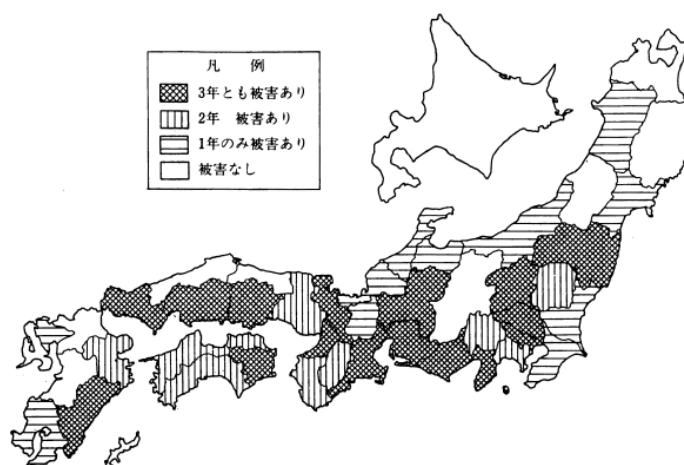 凡 例
3年とも被害あり
2年 被害あり
1年のみ被害あり
被害なし